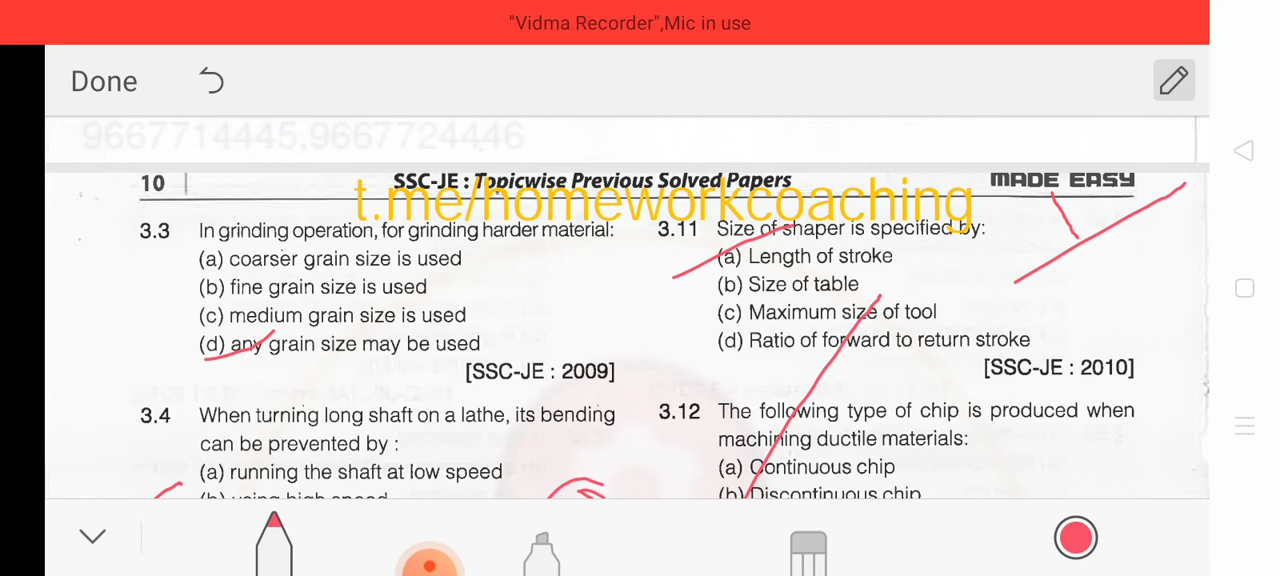 "Vidma Recorder",Mic in use
Done
9667714445,9667724446
10
SSC-JE : Topicwise Previous Solved Papers
MADE EASY
t.me/homeworkcoaching
3.3 In grinding operation, for grinding harder material:
(a) coarser grain size is used
(b) fine grain size is used
(c) medium grain size is used
(d) any grain size may be used
[SSC-JE : 2009]
3.4 When turning long shaft on a lathe, its bending
can be prevented by :
(a) running the shaft at low speed
(b) using high speed
3.11 Size of shaper is specified by:
(a) Length of stroke
(b) Size of table
(c) Maximum size of tool
(d) Ratio of forward to return stroke
[SSC-JE : 2010]
3.12 The following type of chip is produced when
machining ductile materials:
(a) Continuous chip
(b) Discontinuous chip